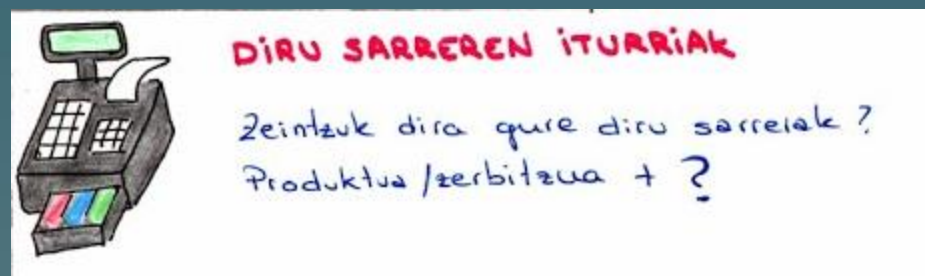 DIRU SARREREN ITURRIAK
Zeintzuk dira gure diru sarrerak?
Produktua/zerbitzua + ?